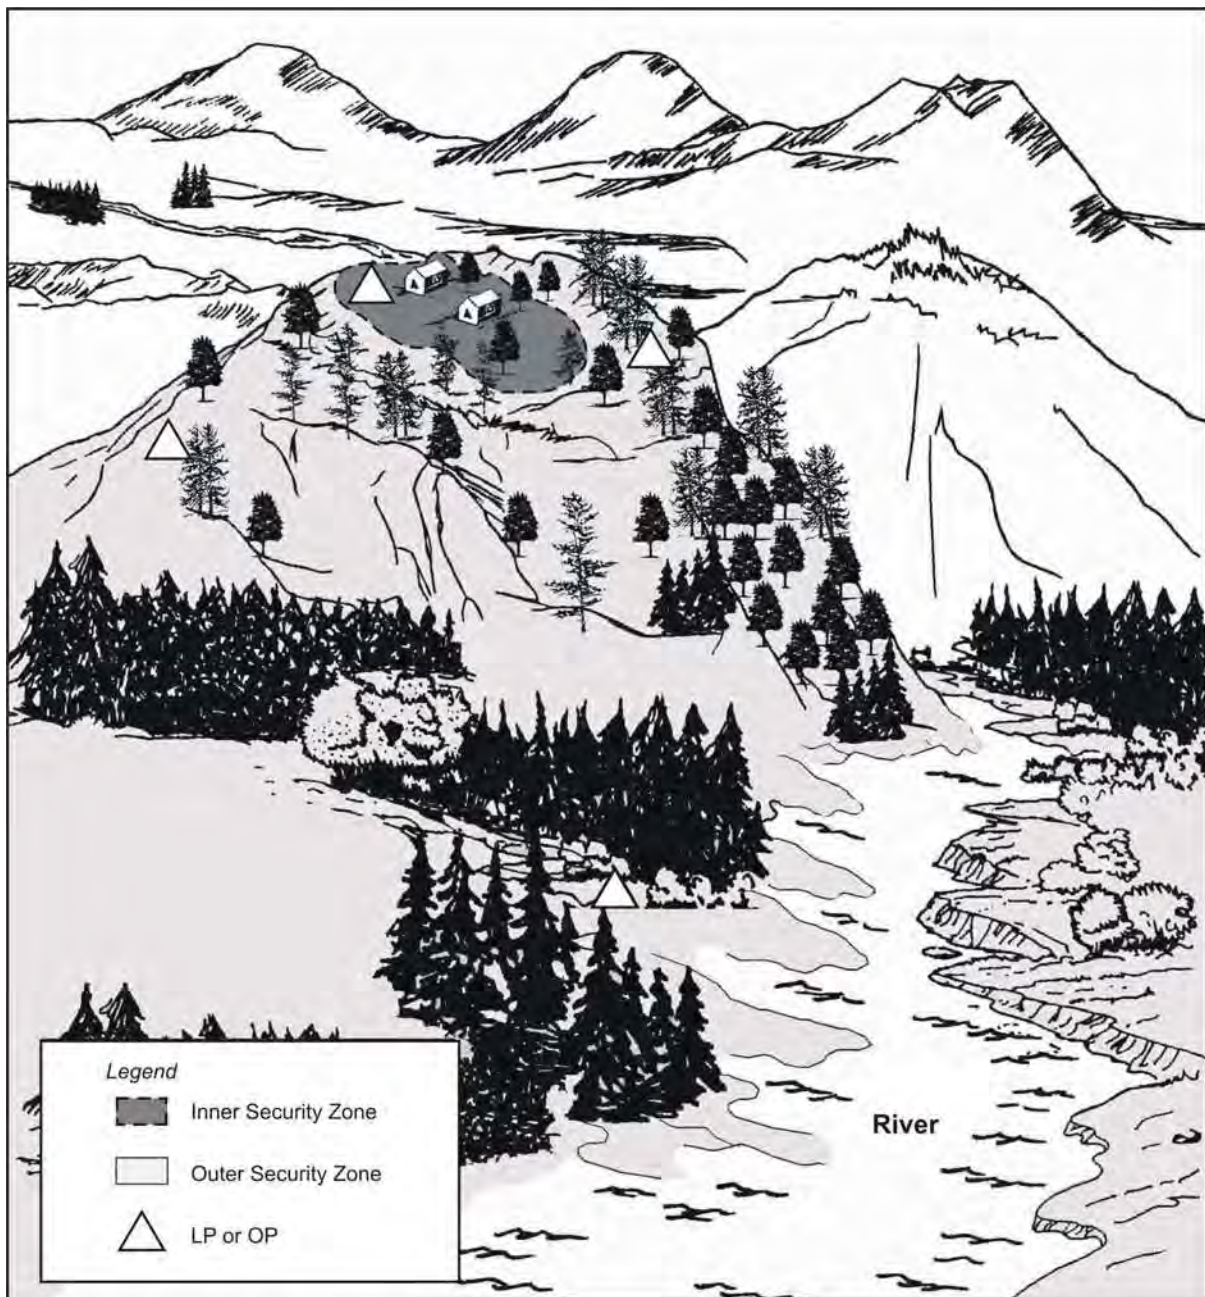 River
Legend
Inner Security Zone
Outer Security Zone
LP or OP